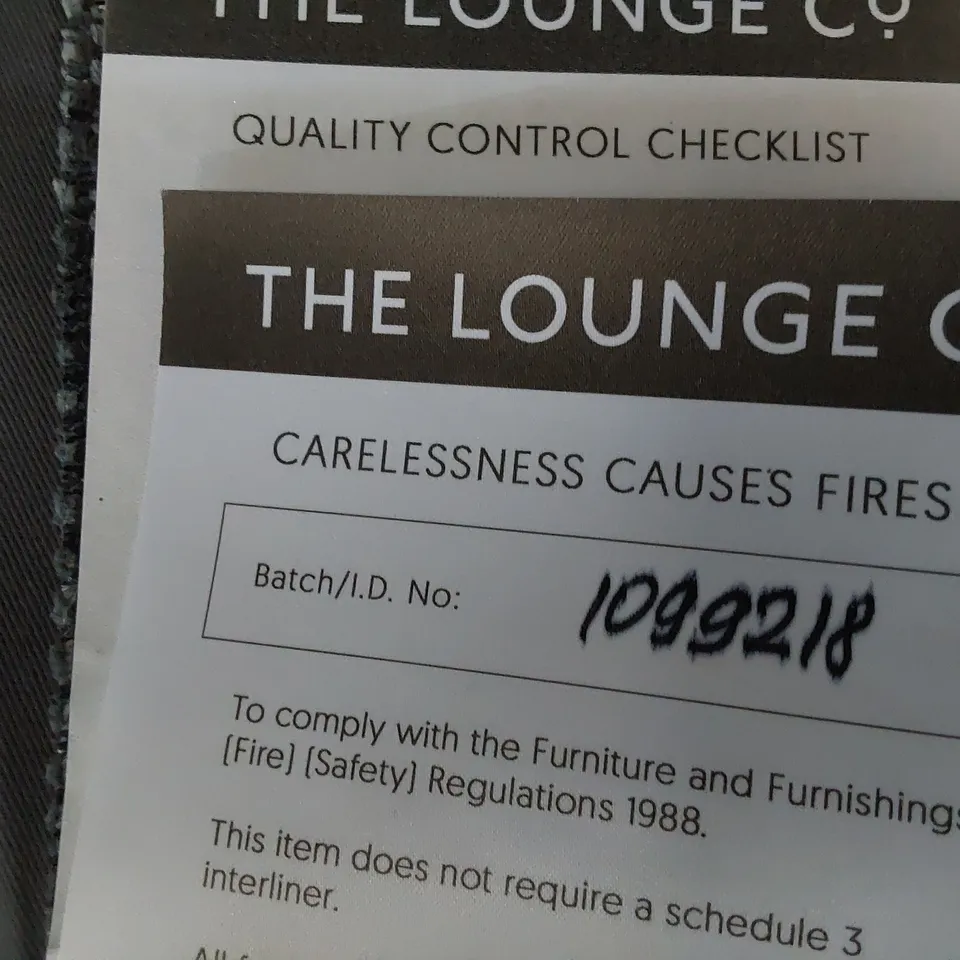 THE LOUNGE Co
QUALITY CONTROL CHECKLIST
THE LOUNGE C
CARELESSNESS CAUSES FIRES
Batch/I.D. No: 1099218
To comply with the Furniture and Furnishings
(Fire) (Safety) Regulations 1988.
This item does not require a schedule 3
interliner.